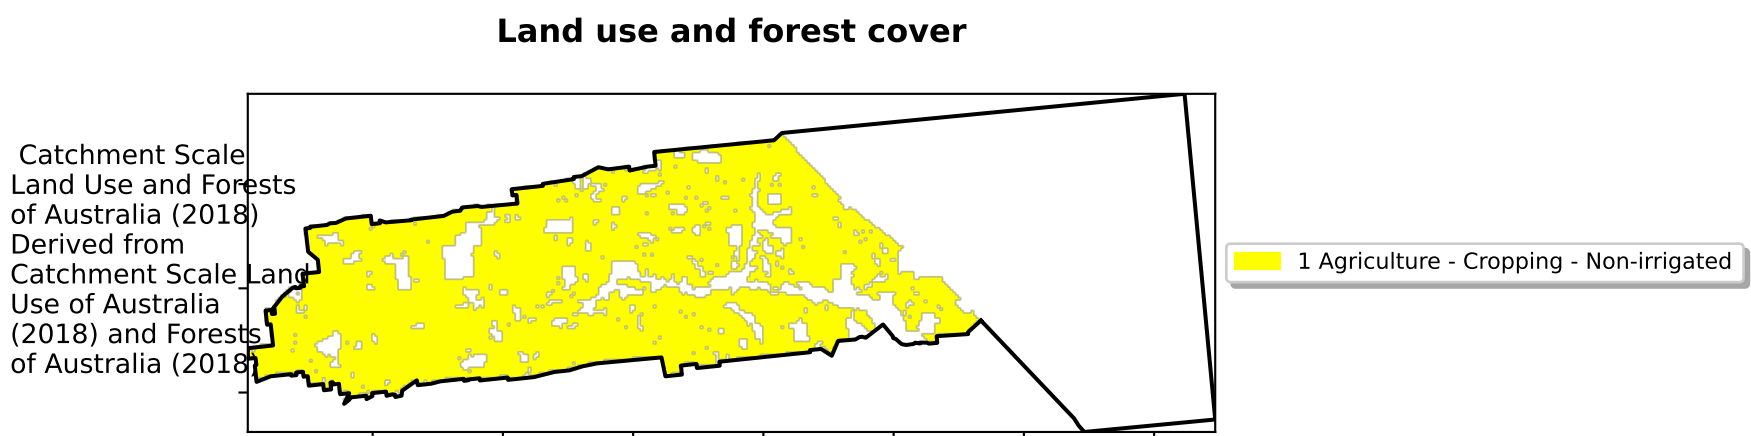 Land use and forest cover
Catchment Scale
Land Use and Forests
of Australia (2018)
Derived from
Catchment Scale Land
Use of Australia
(2018) and Forests
of Australia (2018
1 Agriculture - Cropping - Non-irrigated